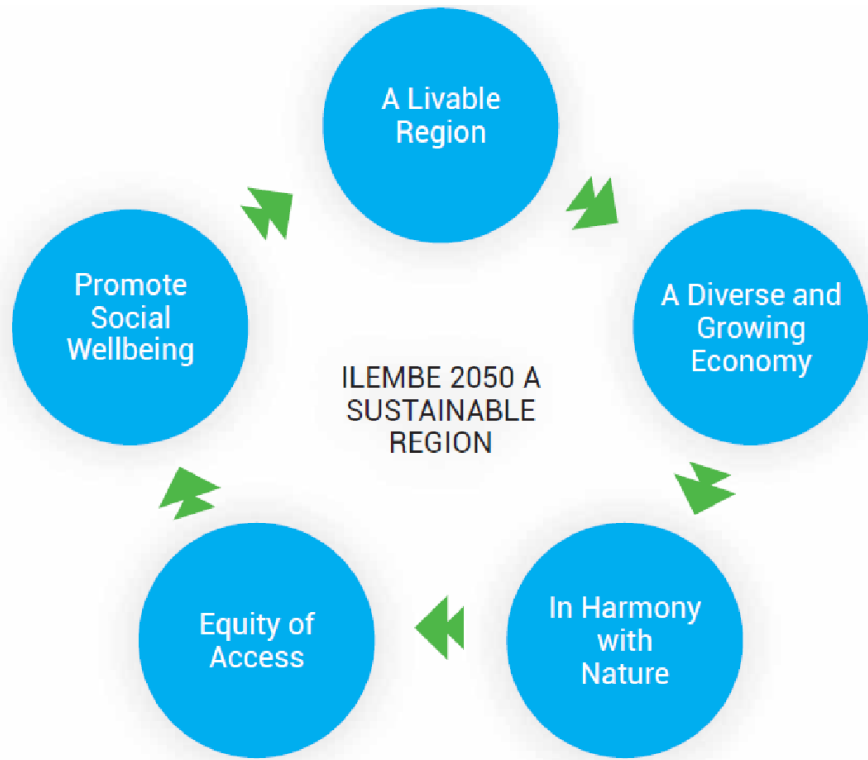 A Livable
Region
A Diverse and
Growing
Economy
In Harmony
with
Nature
Equity of
Access
Promote
Social
Wellbeing
ILEMBE 2050 A
SUSTAINABLE
REGION